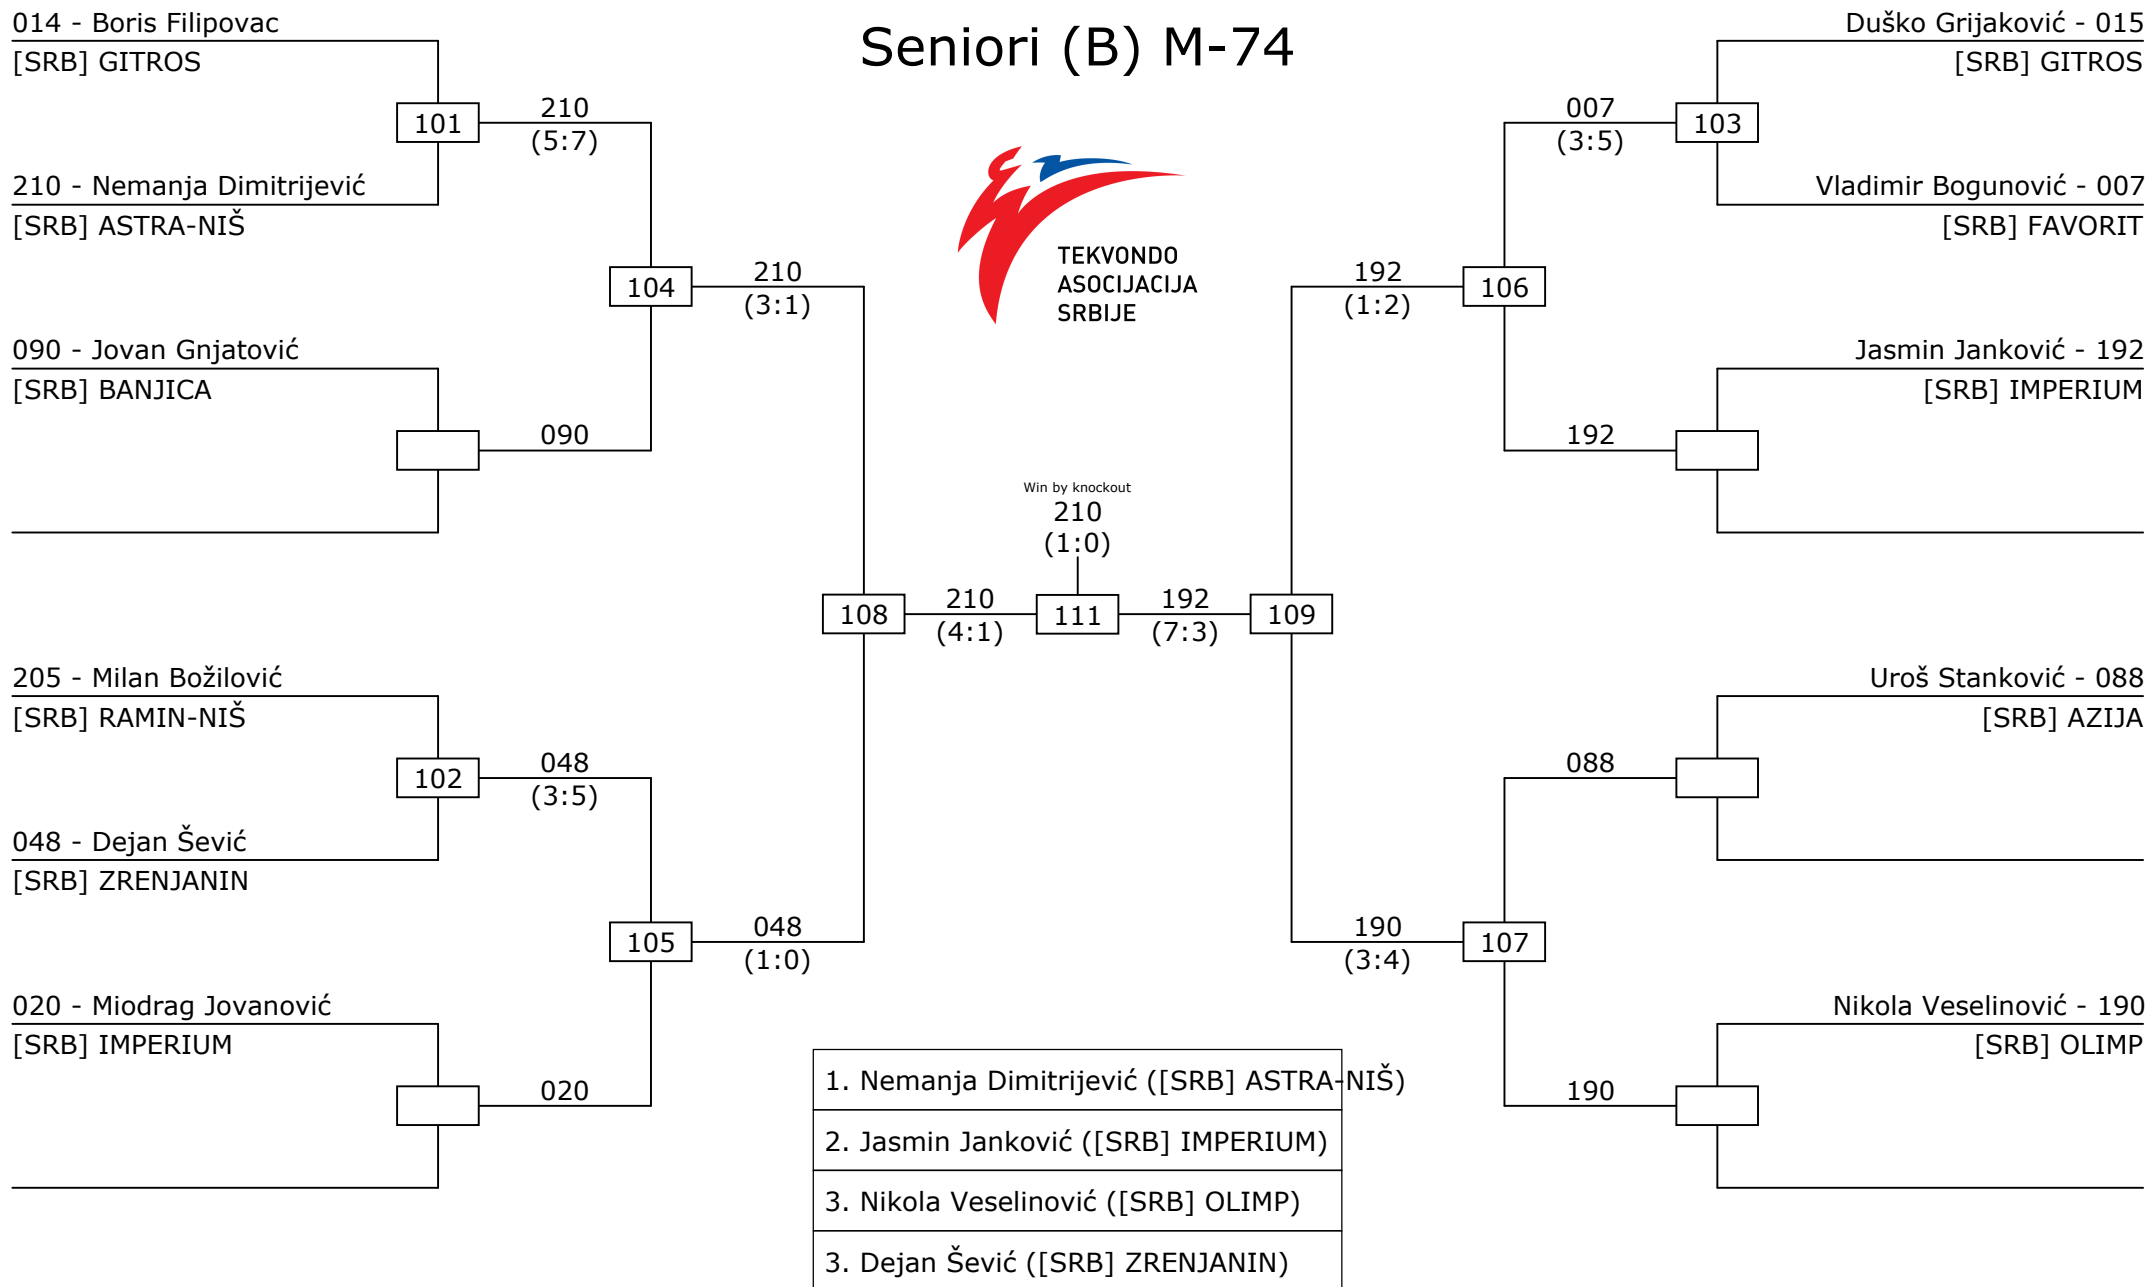 Seniori (B) M-74
014 - Boris Filipovac
[SRB] GITROS
101
210
(5:7)
210 - Nemanja Dimitrijević
[SRB] ASTRA-NIŠ
104
210
(3:1)
090 - Jovan Gnjatović
[SRB] BANJICA
090
205 - Milan Božilović
[SRB] RAMIN-NIŠ
102
048
(3:5)
048 - Dejan Šević
[SRB] ZRENJANIN
105
048
(1:0)
020 - Miodrag Jovanović
[SRB] IMPERIUM
020
TEKVONDO
ASOCIJACIJA
SRBIJE
Win by knockout
210
(1:0)
108
210
(4:1)
111
192
(7:3)
109
Duško Grijaković - 015
[SRB] GITROS
007
(3:5)
103
Vladimir Bogunović - 007
[SRB] FAVORIT
192
(1:2)
106
Jasmin Janković - 192
[SRB] IMPERIUM
192
Uroš Stanković - 088
[SRB] AZIJA
088
190
(3:4)
107
Nikola Veselinović - 190
[SRB] OLIMP
190
1. Nemanja Dimitrijević ([SRB] ASTRA-NIŠ)
2. Jasmin Janković ([SRB] IMPERIUM)
3. Nikola Veselinović ([SRB] OLIMP)
3. Dejan Šević ([SRB] ZRENJANIN)